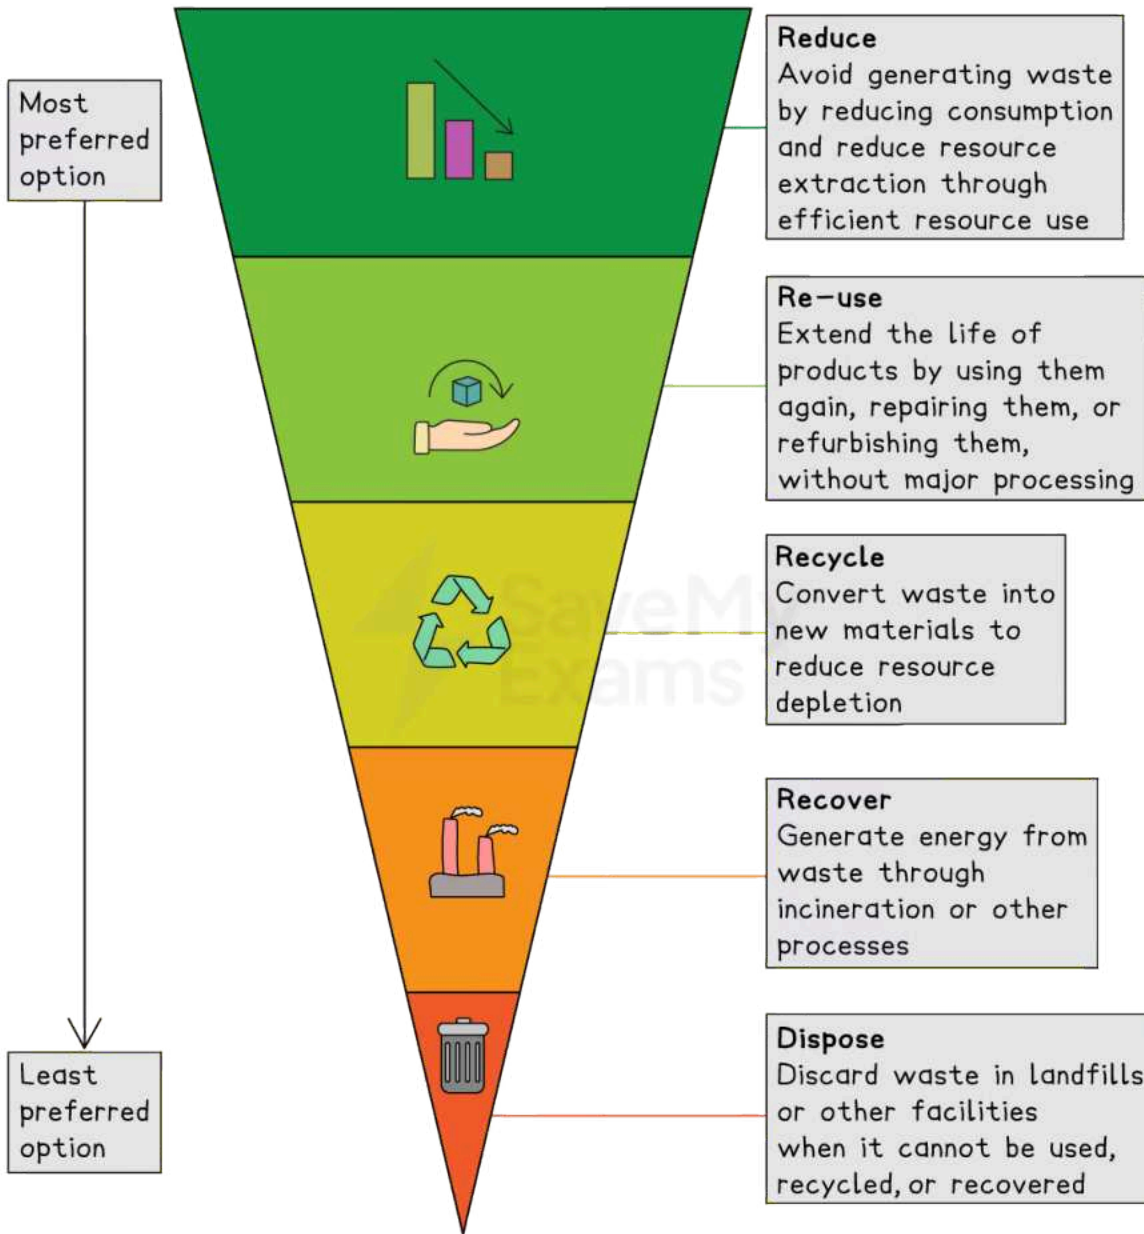 Most
preferred
option
Reduce
Avoid generating waste
by reducing consumption
and reduce resource
extraction through
efficient resource use
Re-use
Extend the life of
products by using them
again, repairing them, or
refurbishing them,
without major processing
Recycle
Convert waste into
new materials to
reduce resource
depletion
SaveMy
Exams
Recover
Generate energy from
waste through
incineration or other
processes
Least
preferred
option
Dispose
Discard waste in landfills
or other facilities
when it cannot be used,
recycled, or recovered